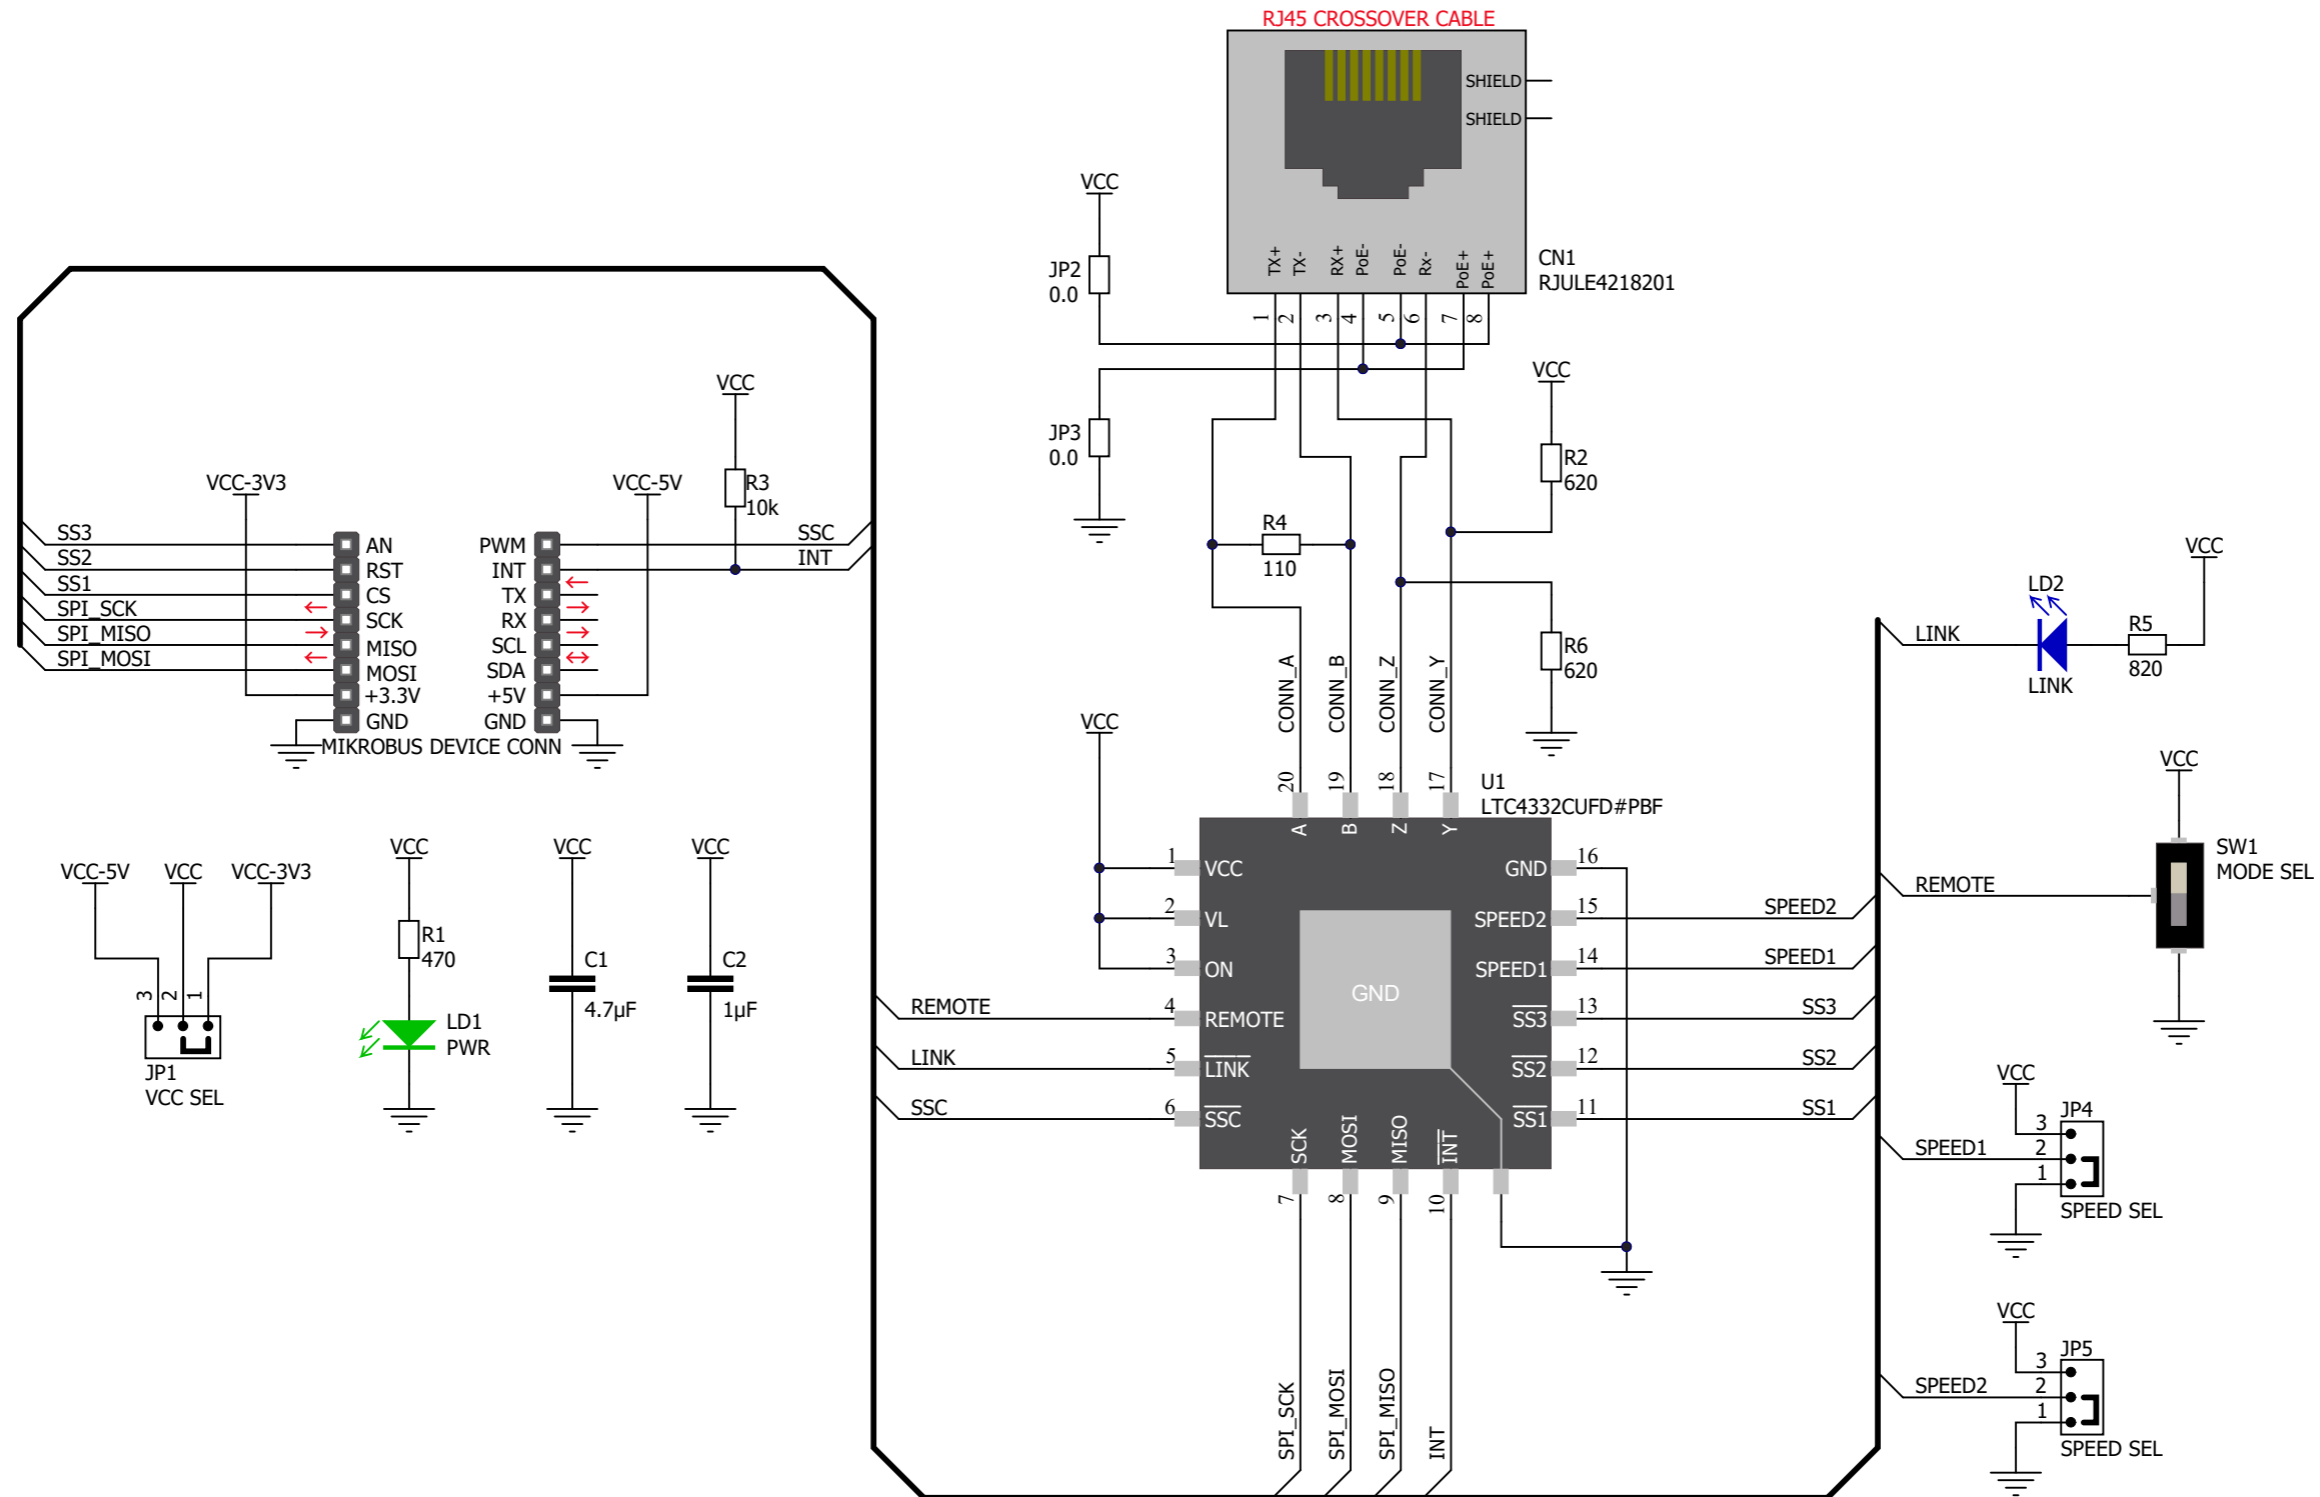 RJ45 CROSSOVER CABLE
SHIELD
SHIELD
TX+
TX-
RX+
PoE-
PoE-
Rx-
PoE+
PoE+
CN1
RJULE4218201
1
2
3
4
5
6
7
8
VCC
JP2
0.0
JP3
0.0
VCC
R2
620
R4
110
R6
620
CONN_A
CONN_B
CONN_Z
CONN_Y
VCC
R3
10k
VCC-3V3
VCC-5V
SS3
SS2
SS1
SPI_SCK
SPI_MISO
SPI_MOSI
AN
RST
CS
SCK
MISO
MOSI
+3.3V
GND
PWM
INT
TX
RX
SCL
SDA
+5V
GND
SSC
INT
MIKROBUS DEVICE CONN
VCC-5V
VCC
VCC-3V3
3
2
1
JP1
VCC SEL
VCC
R1
470
LD1
PWR
VCC
C1
4.7µF
VCC
C2
1µF
VCC
U1
LTC4332CUFD#PBF
20
19
18
17
A
B
Z
Y
1
VCC
2
VL
3
ON
REMOTE
4
REMOTE
LINK
5
LINK
SSC
6
SSC
GND
GND
16
SPEED2
15
SPEED2
SPEED1
14
SPEED1
SS3
13
SS3
SS2
12
SS2
SS1
11
SS1
SCK
MOSI
MISO
INT
7
8
9
10
SPI_SCK
SPI_MOSI
SPI_MISO
INT
VCC
LD2
LINK
LINK
R5
820
VCC
SW1
MODE SEL
REMOTE
VCC
JP4
3
2
1
SPEED1
SPEED SEL
VCC
JP5
3
2
1
SPEED2
SPEED SEL